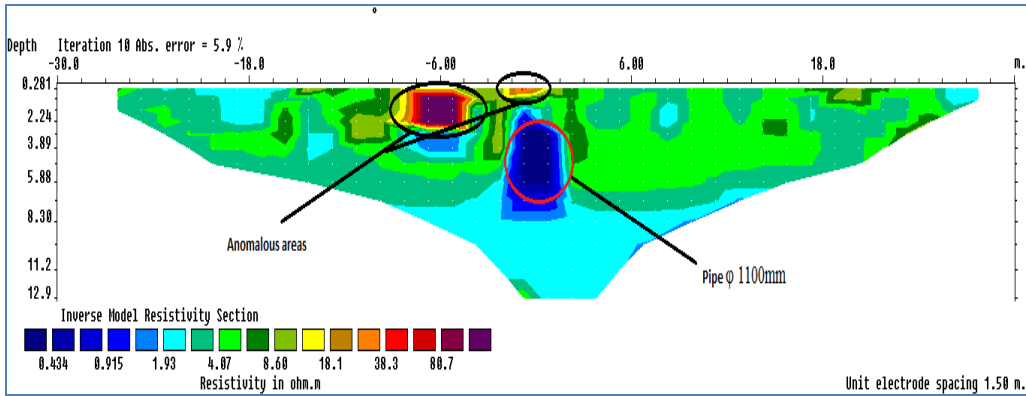 Depth Iteration 10 Abs. error = 5.9 %
-30.0 -18.0 -6.00 6.00 18.0 m.
0.281
2.24
3.89
5.88
8.30
11.2
12.9
Anomalous areas
Pipe φ 1100mm
Inverse Model Resistivity Section
0.434 0.915 1.93 4.07 8.60 18.1 38.3 80.7
Resistivity in ohm.m
Unit electrode spacing 1.50 m.